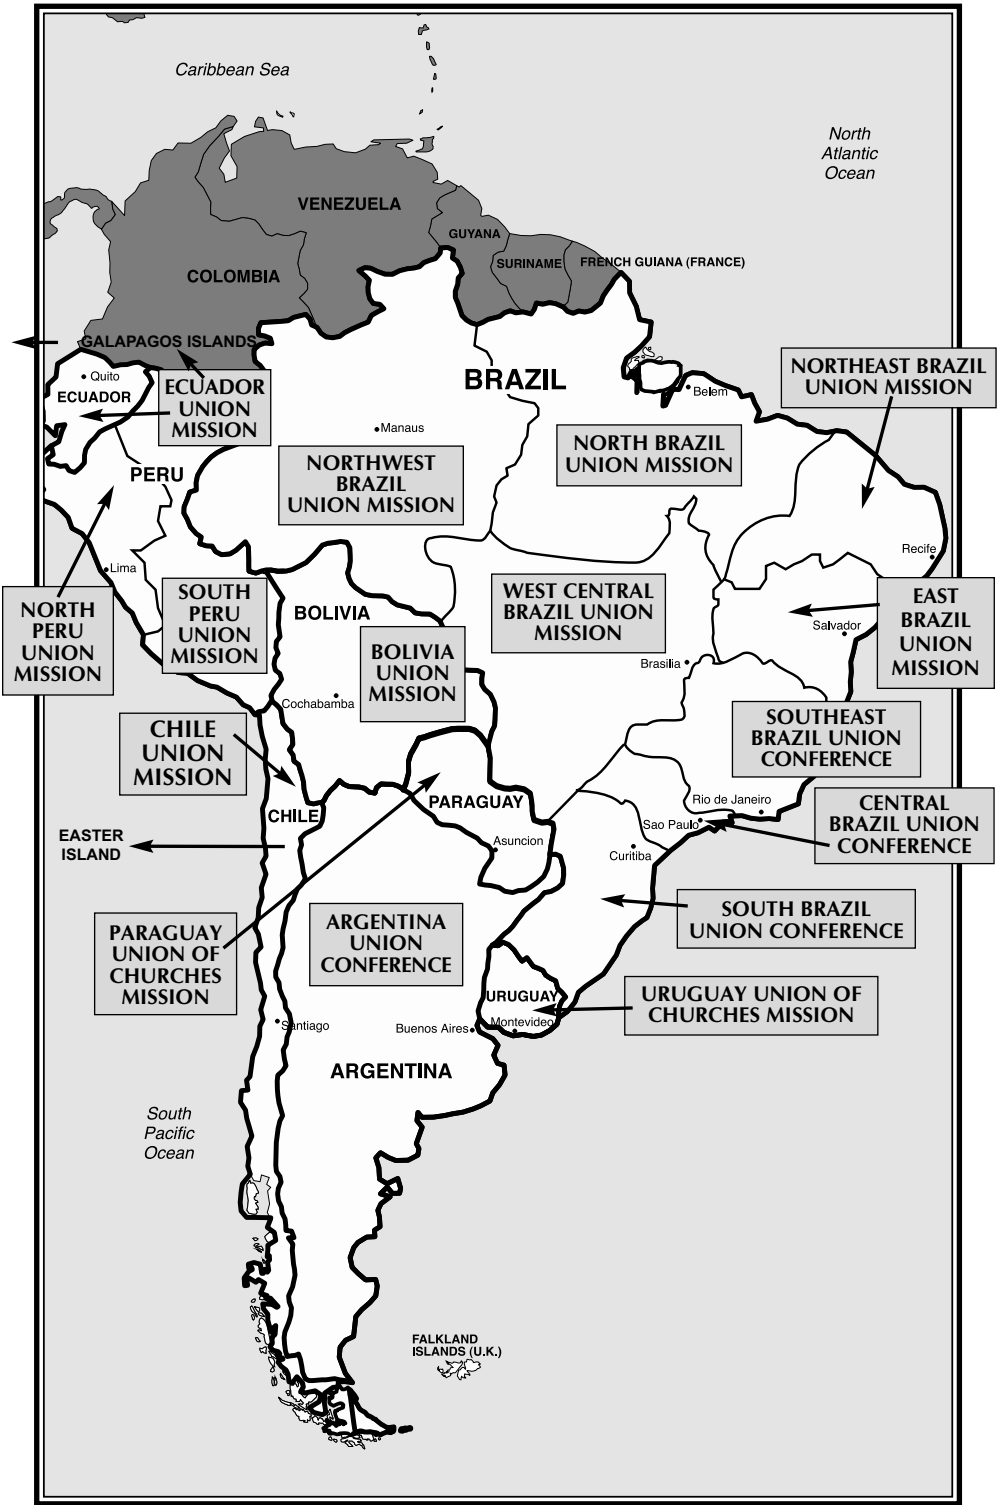 Caribbean Sea
North
Atlantic
Ocean
VENEZUELA
GUYANA
SURINAME
FRENCH GUIANA (FRANCE)
COLOMBIA
GALAPAGOS ISLANDS
Quito
ECUADOR
ECUADOR
UNION
MISSION
BRAZIL
Belem
NORTHEAST BRAZIL
UNION MISSION
Manaus
NORTH BRAZIL
UNION MISSION
NORTHWEST
BRAZIL
UNION MISSION
PERU
Recife
Lima
NORTH
PERU
UNION
MISSION
SOUTH
PERU
UNION
MISSION
BOLIVIA
BOLIVIA
UNION
MISSION
WEST CENTRAL
BRAZIL UNION
MISSION
EAST
BRAZIL
UNION
MISSION
Salvador
Brasilia
Cochabamba
CHILE
UNION
MISSION
SOUTHEAST
BRAZIL UNION
CONFERENCE
CHILE
PARAGUAY
Rio de Janeiro
Sao Paulo
CENTRAL
BRAZIL UNION
CONFERENCE
EASTER
ISLAND
Asuncion
Curitiba
PARAGUAY
UNION OF
CHURCHES
MISSION
ARGENTINA
UNION
CONFERENCE
SOUTH BRAZIL
UNION CONFERENCE
URUGUAY
Montevideo
URUGUAY UNION OF
CHURCHES MISSION
Santiago
Buenos Aires
ARGENTINA
South
Pacific
Ocean
FALKLAND
ISLANDS (U.K.)